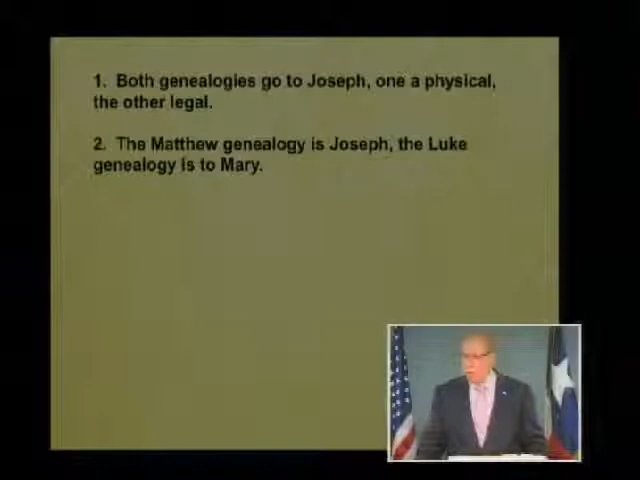 1. Both genealogies go to Joseph, one a physical,
the other legal.
2. The Matthew genealogy is Joseph, the Luke
genealogy is to Mary.